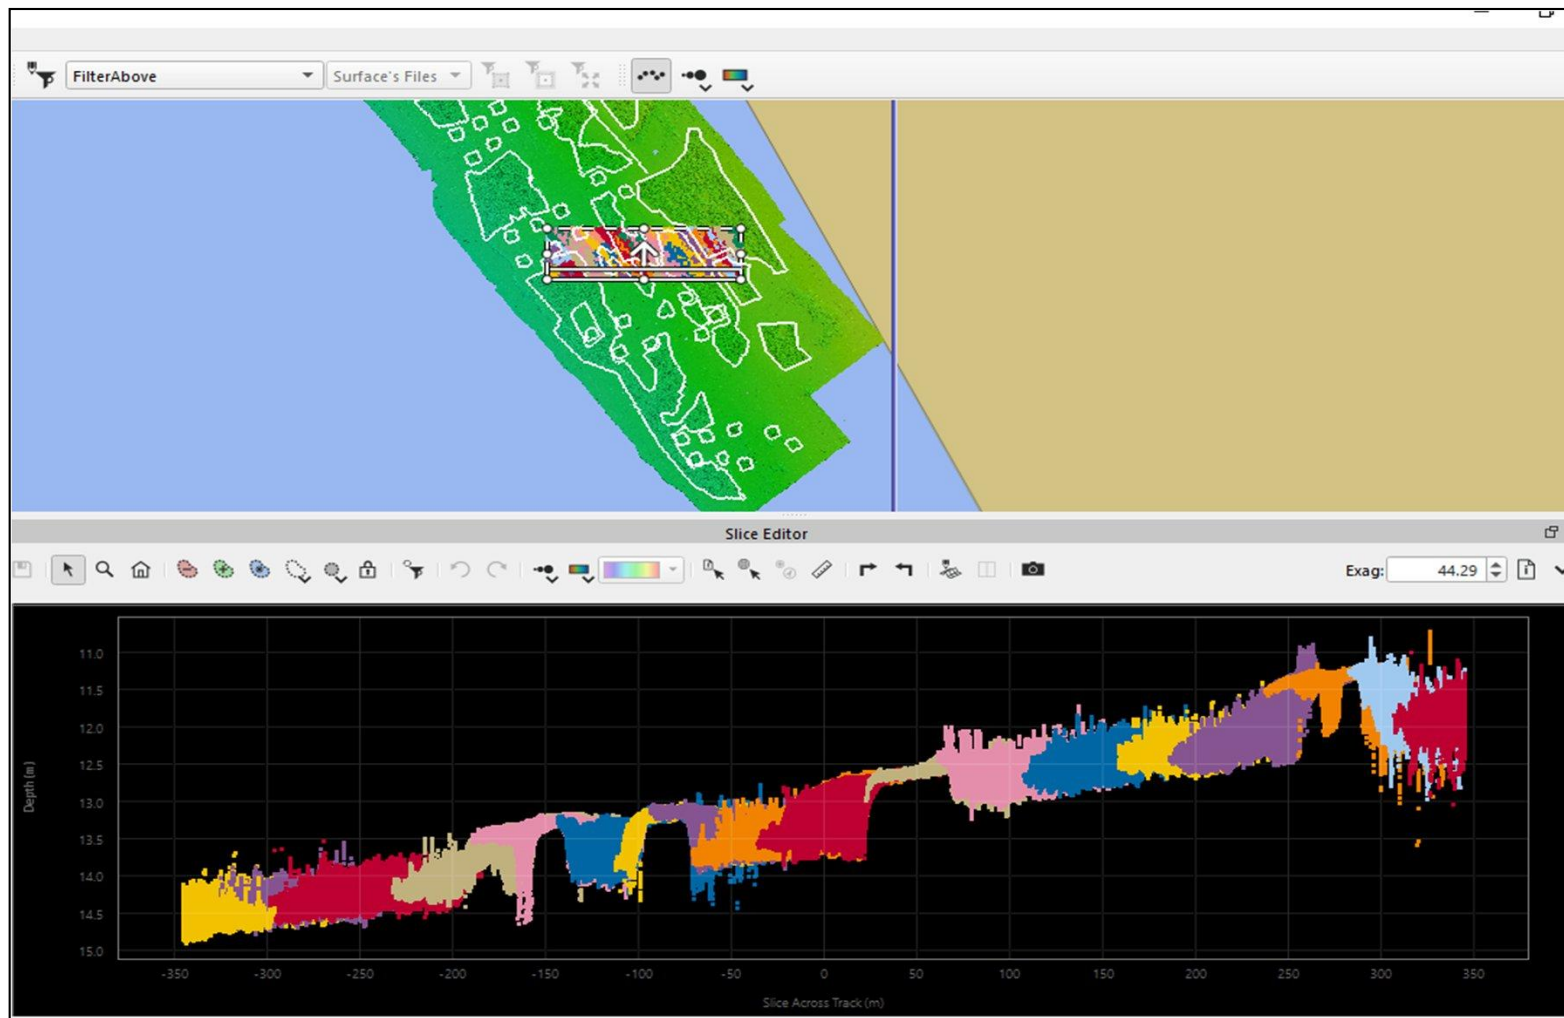 FilterAbove Surface's Files
Slice Editor
Exag: 44.29
11.0
11.5
12.0
12.5
13.0
13.5
14.0
14.5
15.0
Depth (m)
-350 -300 -250 -200 -150 -100 -50 0 50 100 150 200 250 300 350
Slice Across Track (m)